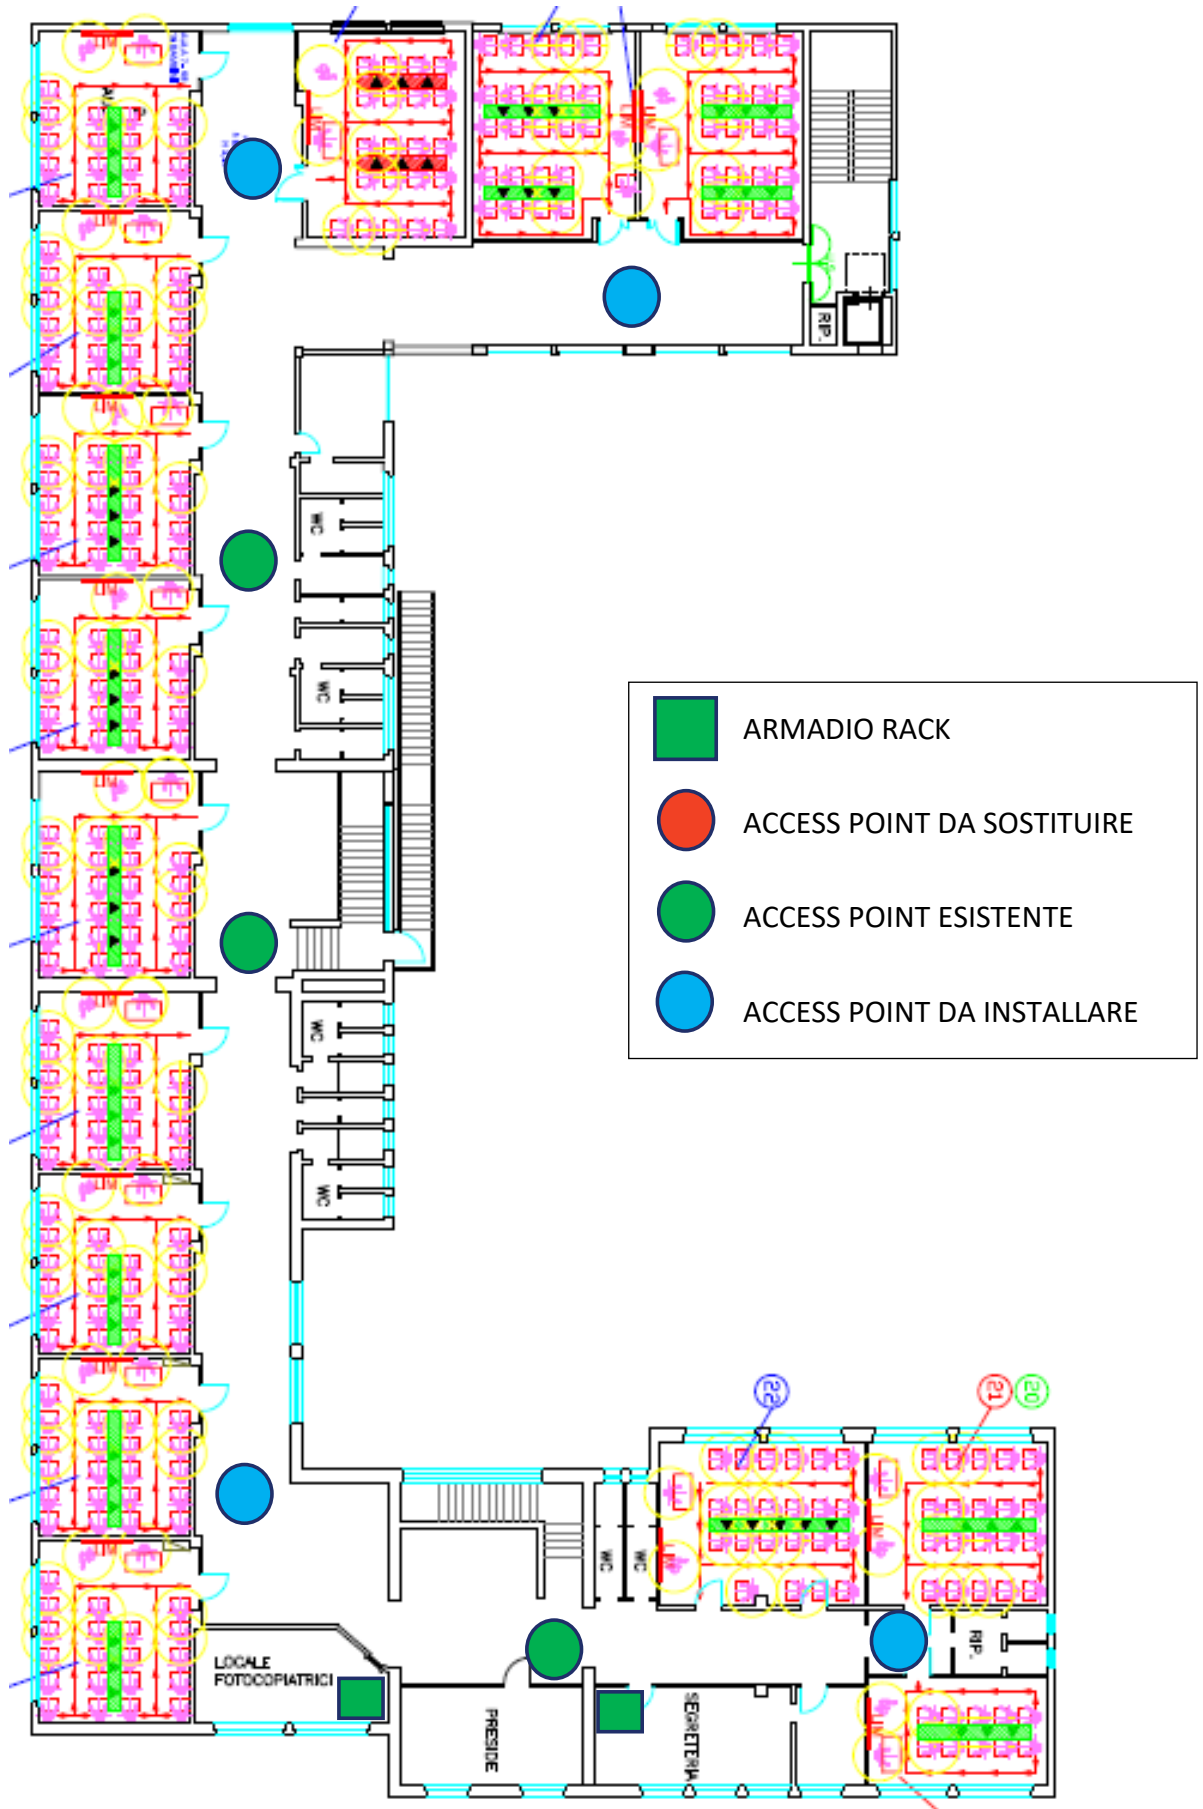 RIP.
WC
WC
ARMADIO RACK
ACCESS POINT DA SOSTITUIRE
ACCESS POINT ESISTENTE
ACCESS POINT DA INSTALLARE
WC
WC
22
21
20
WC
WC
RIP.
LOCALE
FOTOCOPIATRICI
PRESIDE
SEGRETERIA